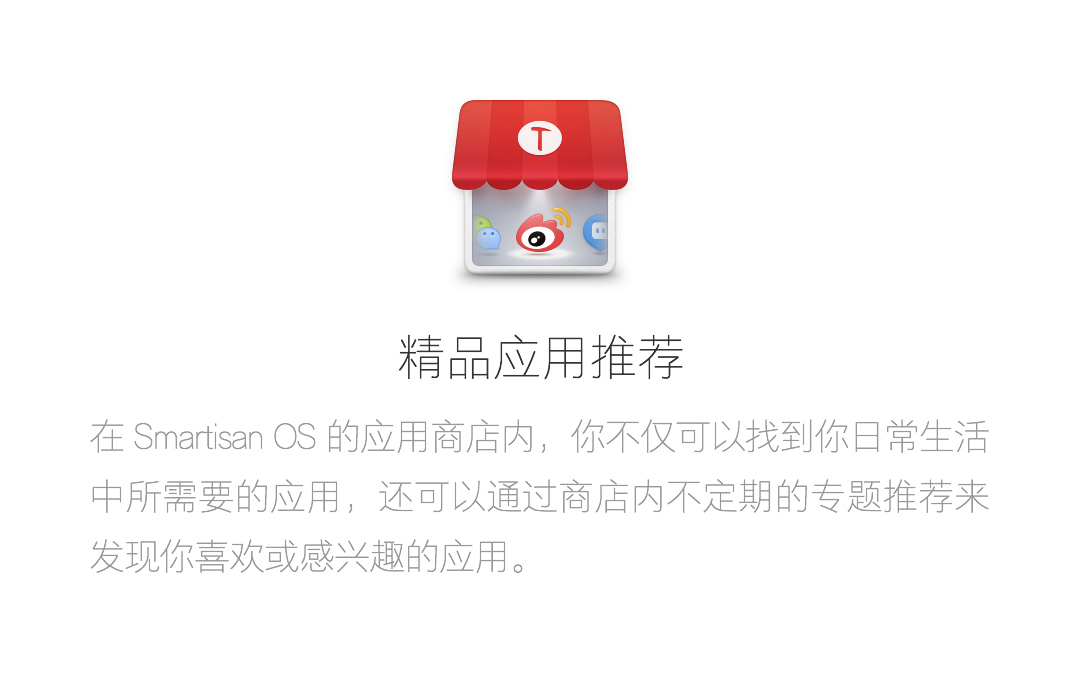 T
精品应用推荐
在 Smartisan OS 的应用商店内，你不仅可以找到你日常生活
中所需要的应用，还可以通过商店内不定期的专题推荐来
发现你喜欢或感兴趣的应用。